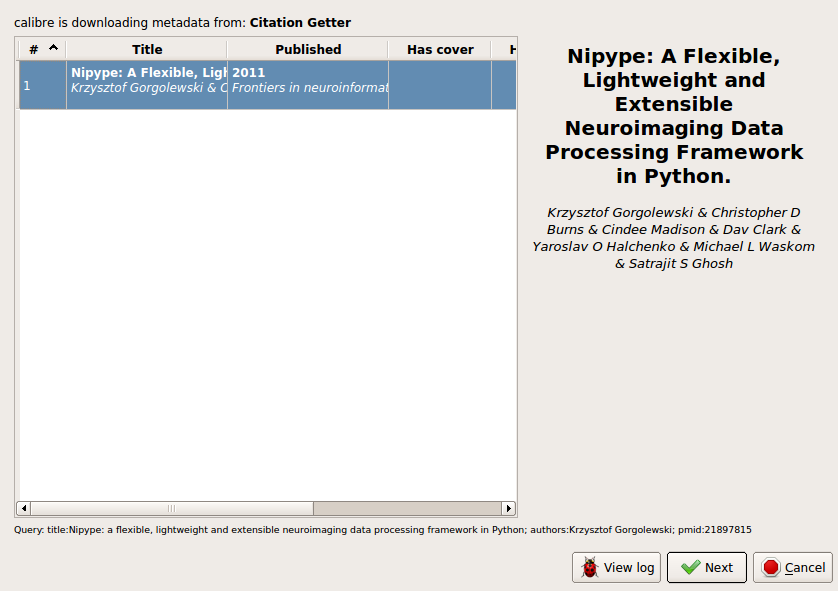 calibre is downloading metadata from: Citation Getter
# Title Published Has cover H
1
Nipype: A Flexible, Ligh
Krzysztof Gorgolewski & C
2011
Frontiers in neuroinformat
Nipype: A Flexible,
Lightweight and
Extensible
Neuroimaging Data
Processing Framework
in Python.
Krzysztof Gorgolewski & Christopher D
Burns & Cindee Madison & Dav Clark &
Yaroslav O Halchenko & Michael L Waskom
& Satrajit S Ghosh
Query: title:Nipype: a flexible, lightweight and extensible neuroimaging data processing framework in Python; authors:Krzysztof Gorgolewski; pmid:21897815
View log Next Cancel